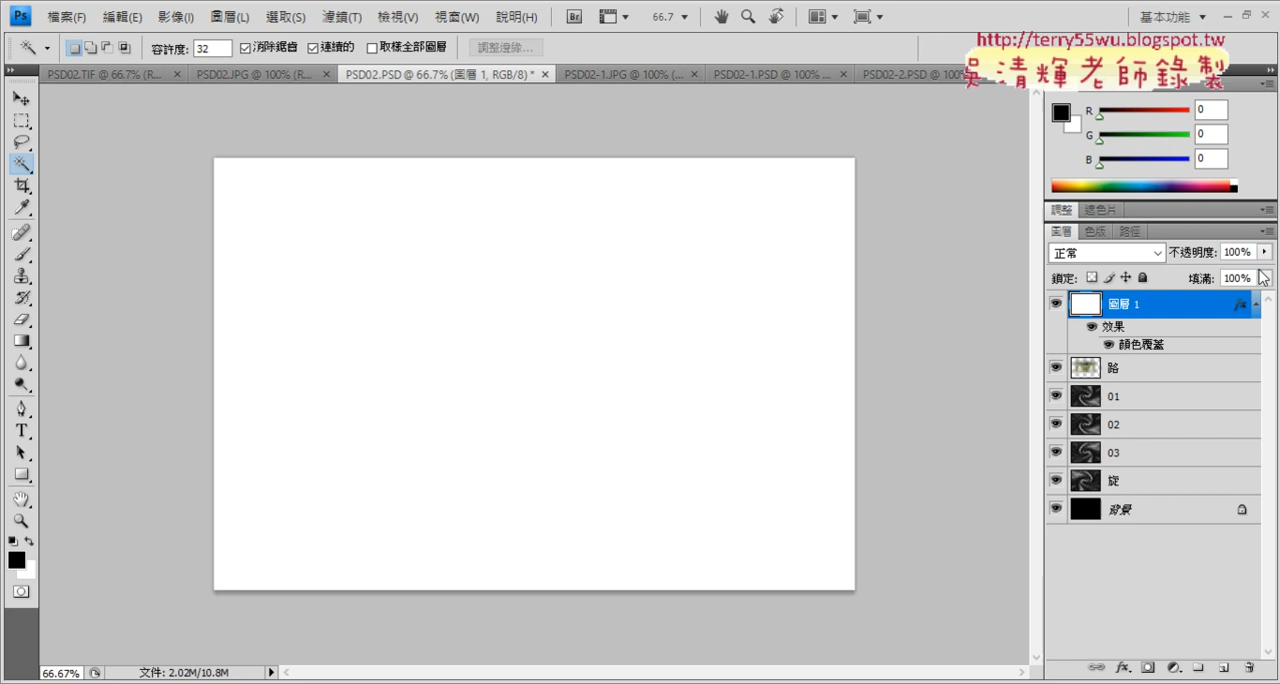 Ps 檔案(F) 編輯(E) 影像(I) 圖層(L) 選取(S) 濾鏡(T) 檢視(V) 視窗(W) 說明(H) Br 66.7 基本功能
容許度: 32 消除鋸齒 連續的 取樣全部圖層 調整邊緣...
http://terry55wu.blogspot.tw
吳清輝老師錄製
PSD02.TIF @ 66.7% (R... PSD02.JPG @ 100% (R... PSD02.PSD @ 66.7% (圖層 1, RGB/8) * PSD02-1.JPG @ 100% (... PSD02-1.PSD @ 100% ... PSD02-2.PSD @ 100%
R 0
G 0
B 0
調整 遮色片
圖層 色版 路徑
正常 不透明度: 100%
鎖定: 填滿: 100%
圖層 1 fx
效果
顏色覆蓋
路
01
02
03
旋
背景
T
66.67% 文件: 2.02M/10.8M fx